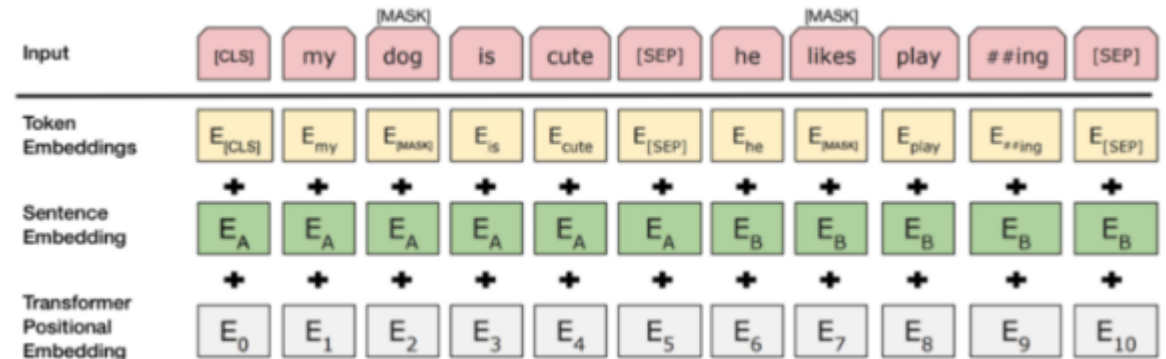 [MASK] [MASK]
Input [CLS] my dog is cute [SEP] he likes play ##ing [SEP]
Token
Embeddings
E[CLS] Emy E[MASK] Eis Ecute E[SEP] Ehe E[MASK] Eplay E##ing E[SEP]
+ + + + + + + + + + +
Sentence
Embedding
EA EA EA EA EA EA EB EB EB EB EB
+ + + + + + + + + + +
Transformer
Positional
Embedding
E0 E1 E2 E3 E4 E5 E6 E7 E8 E9 E10